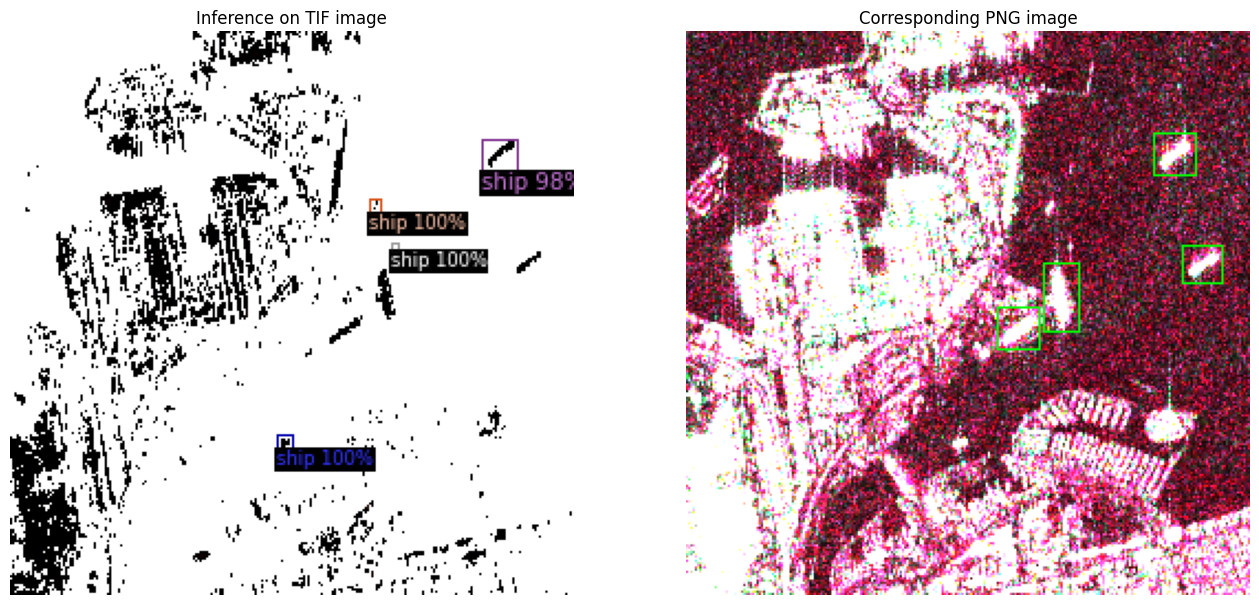 Inference on TIF image
Corresponding PNG image
ship 98%
ship 100%
ship 100%
ship 100%